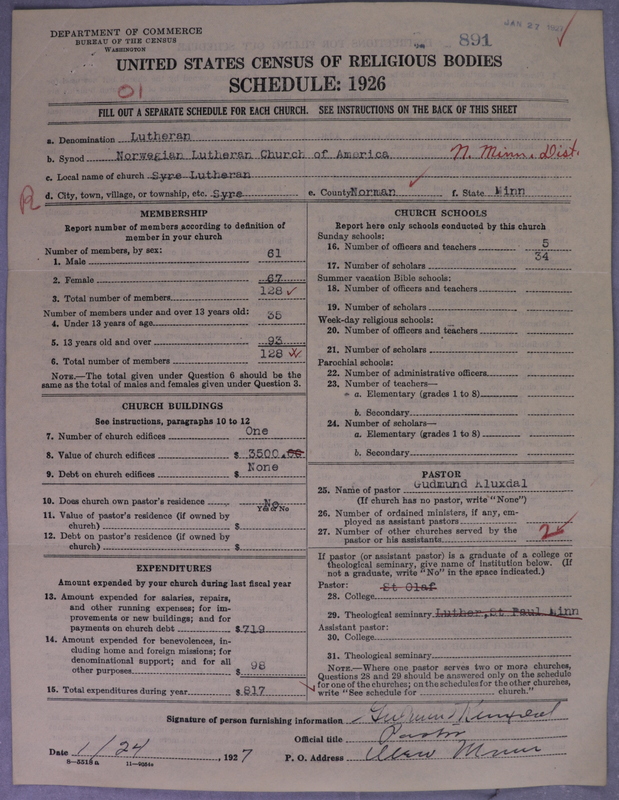 JAN 27 1927
DEPARTMENT OF COMMERCE
BUREAU OF THE CENSUS
WASHINGTON
891
UNITED STATES CENSUS OF RELIGIOUS BODIES
SCHEDULE: 1926
01
FILL OUT A SEPARATE SCHEDULE FOR EACH CHURCH. SEE INSTRUCTIONS ON THE BACK OF THIS SHEET
a. Denomination Lutheran
b. Synod Norwegian Lutheran Church of America N. Minn. Dist.
c. Local name of church Syre Lutheran
R d. City, town, village, or township, etc. Syre e. County Norman f. State Minn
MEMBERSHIP
Report number of members according to definition of
member in your church
Number of members, by sex:
1. Male 61
2. Female 67
3. Total number of members 128
Number of members under and over 13 years old:
4. Under 13 years of age 35
5. 13 years old and over 93
6. Total number of members 128
NOTE.—The total given under Question 6 should be
same as the total of males and females given under Question 3.
CHURCH BUILDINGS
See instructions, paragraphs 10 to 12
7. Number of church edifices One
8. Value of church edifices $ 3500.00
9. Debt on church edifices $ None
10. Does church own pastor's residence No
Yes or No
11. Value of pastor's residence (if owned by
church) $
12. Debt on pastor's residence (if owned by
church) $
EXPENDITURES
Amount expended by your church during last fiscal year
13. Amount expended for salaries, repairs,
and other running expenses; for im-
provements or new buildings; and for
payments on church debt $ 719
14. Amount expended for benevolences, in-
cluding home and foreign missions; for
denominational support; and for all
other purposes $ 98
15. Total expenditures during year $ 817
CHURCH SCHOOLS
Report here only schools conducted by this church
Sunday schools:
16. Number of officers and teachers 5
17. Number of scholars 34
Summer vacation Bible schools:
18. Number of officers and teachers
19. Number of scholars
Week-day religious schools:
20. Number of officers and teachers
21. Number of scholars
Parochial schools:
22. Number of administrative officers
23. Number of teachers—
a. Elementary (grades 1 to 8)
b. Secondary
24. Number of scholars—
a. Elementary (grades 1 to 8)
b. Secondary
PASTOR
25. Name of pastor Gudmund Kluxdal
(If church has no pastor, write "None")
26. Number of ordained ministers, if any, em-
ployed as assistant pastors
27. Number of other churches served by the
pastor or his assistants 2
If pastor (or assistant pastor) is a graduate of a college or
theological seminary, give name of institution below. (If
not a graduate, write "No" in the space indicated.)
Pastor:
28. College St Olaf
29. Theological seminary Luther, St Paul Minn
Assistant pastor:
30. College
31. Theological seminary
NOTE.—Where one pastor serves two or more churches,
Questions 28 and 29 should be answered only on the schedule
for one of the churches; on the schedules for the other churches,
write "See schedule for church."
Signature of person furnishing information
Official title Pastor
Date 1/24, 1927 P. O. Address Minn
8—5518a 11—9054a